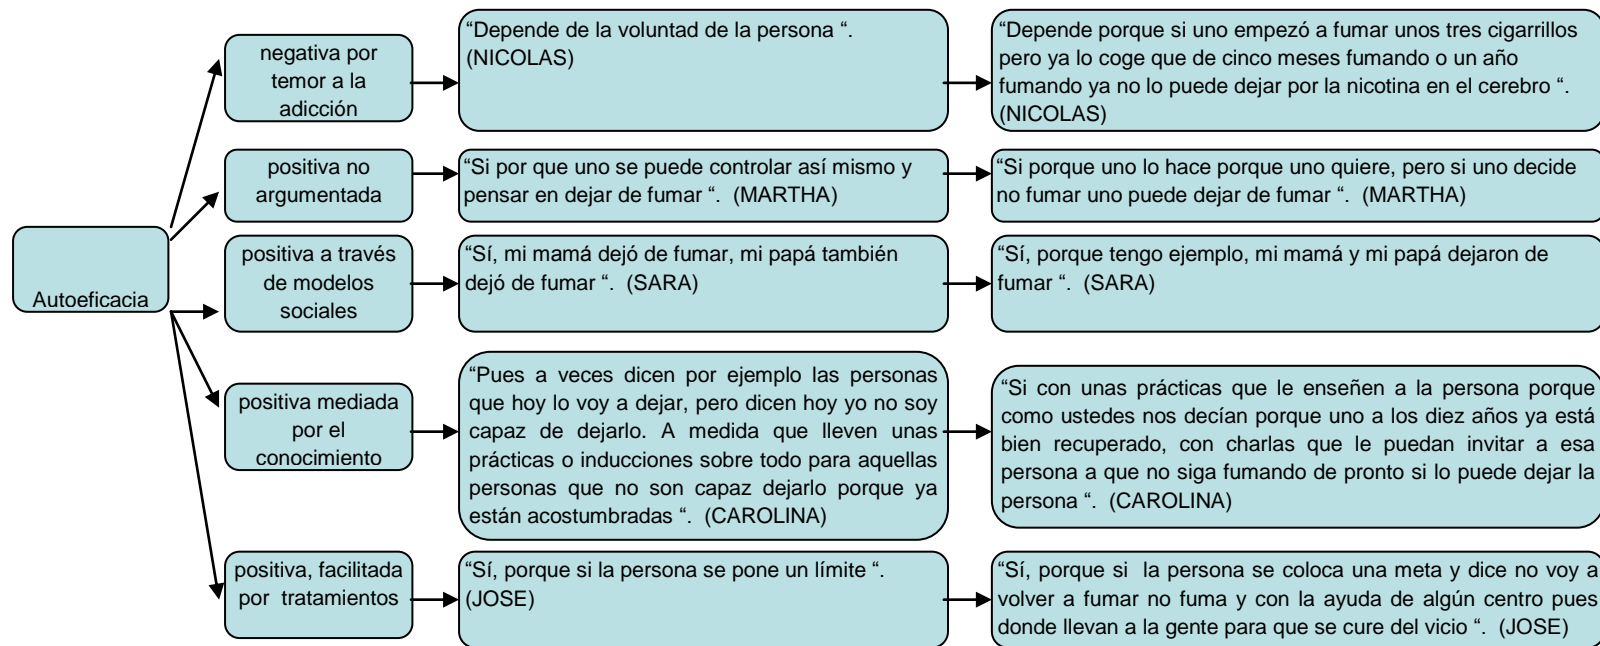 Autoeficacia
negativa por
temor a la
adicción
“Depende de la voluntad de la persona “.
(NICOLAS)
“Depende porque si uno empezó a fumar unos tres cigarrillos
pero ya lo coge que de cinco meses fumando o un año
fumando ya no lo puede dejar por la nicotina en el cerebro “.
(NICOLAS)
positiva no
argumentada
“Si por que uno se puede controlar así mismo y
pensar en dejar de fumar “. (MARTHA)
“Si porque uno lo hace porque uno quiere, pero si uno decide
no fumar uno puede dejar de fumar “. (MARTHA)
positiva a través
de modelos
sociales
“Sí, mi mamá dejó de fumar, mi papá también
dejó de fumar “. (SARA)
“Sí, porque tengo ejemplo, mi mamá y mi papá dejaron de
fumar “. (SARA)
positiva mediada
por el
conocimiento
“Pues a veces dicen por ejemplo las personas
que hoy lo voy a dejar, pero dicen hoy yo no soy
capaz de dejarlo. A medida que lleven unas
prácticas o inducciones sobre todo para aquellas
personas que no son capaz dejarlo porque ya
están acostumbradas “. (CAROLINA)
“Si con unas prácticas que le enseñen a la persona porque
como ustedes nos decían porque uno a los diez años ya está
bien recuperado, con charlas que le puedan invitar a esa
persona a que no siga fumando de pronto si lo puede dejar la
persona “. (CAROLINA)
positiva, facilitada
por tratamientos
“Sí, porque si la persona se pone un límite “.
(JOSE)
“Sí, porque si la persona se coloca una meta y dice no voy a
volver a fumar no fuma y con la ayuda de algún centro pues
donde llevan a la gente para que se cure del vicio “. (JOSE)